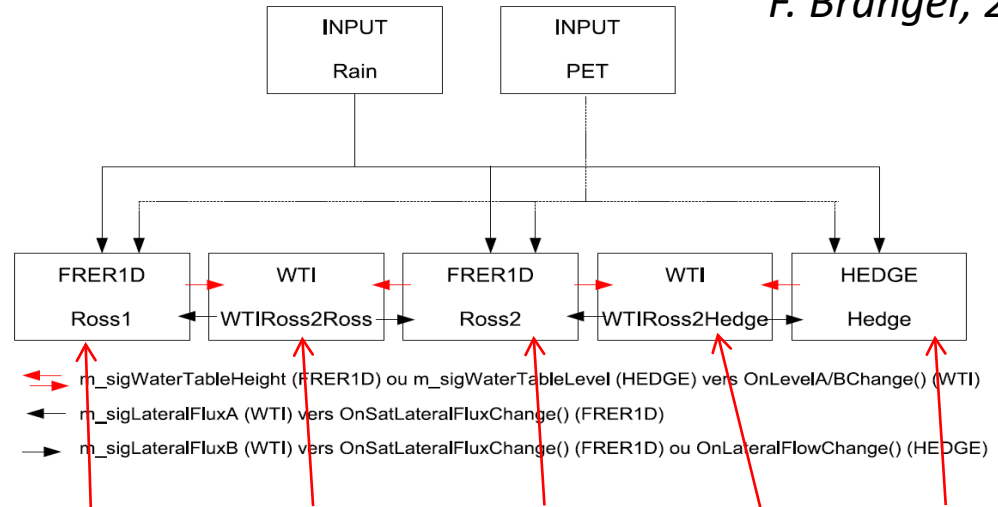 F. Branger, 2
INPUT
Rain
INPUT
PET
FRER1D
Ross1
WTI
WTIRoss2Ross
FRER1D
Ross2
WTI
WTIRoss2Hedge
HEDGE
Hedge
m_sigWaterTableHeight (FRER1D) ou m_sigWaterTableLevel (HEDGE) vers OnLevelA/BChange() (WTI)
m_sigLateralFluxA (WTI) vers OnSatLateralFluxChange() (FRER1D)
m_sigLateralFluxB (WTI) vers OnSatLateralFluxChange() (FRER1D) ou OnLateralFlowChange() (HEDGE)